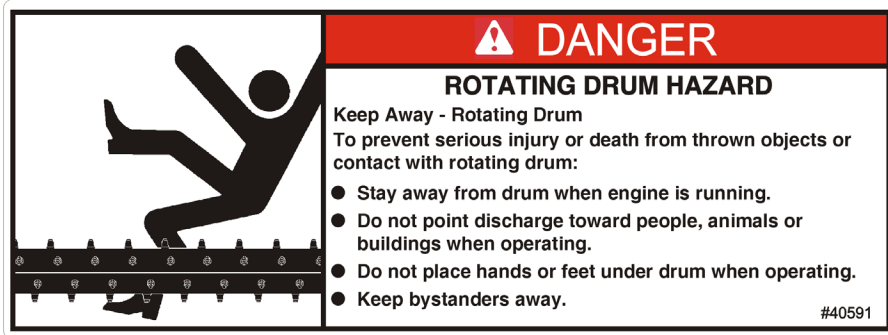 DANGER
ROTATING DRUM HAZARD
Keep Away - Rotating Drum
To prevent serious injury or death from thrown objects or
contact with rotating drum:
● Stay away from drum when engine is running.
● Do not point discharge toward people, animals or
buildings when operating.
● Do not place hands or feet under drum when operating.
● Keep bystanders away.
#40591